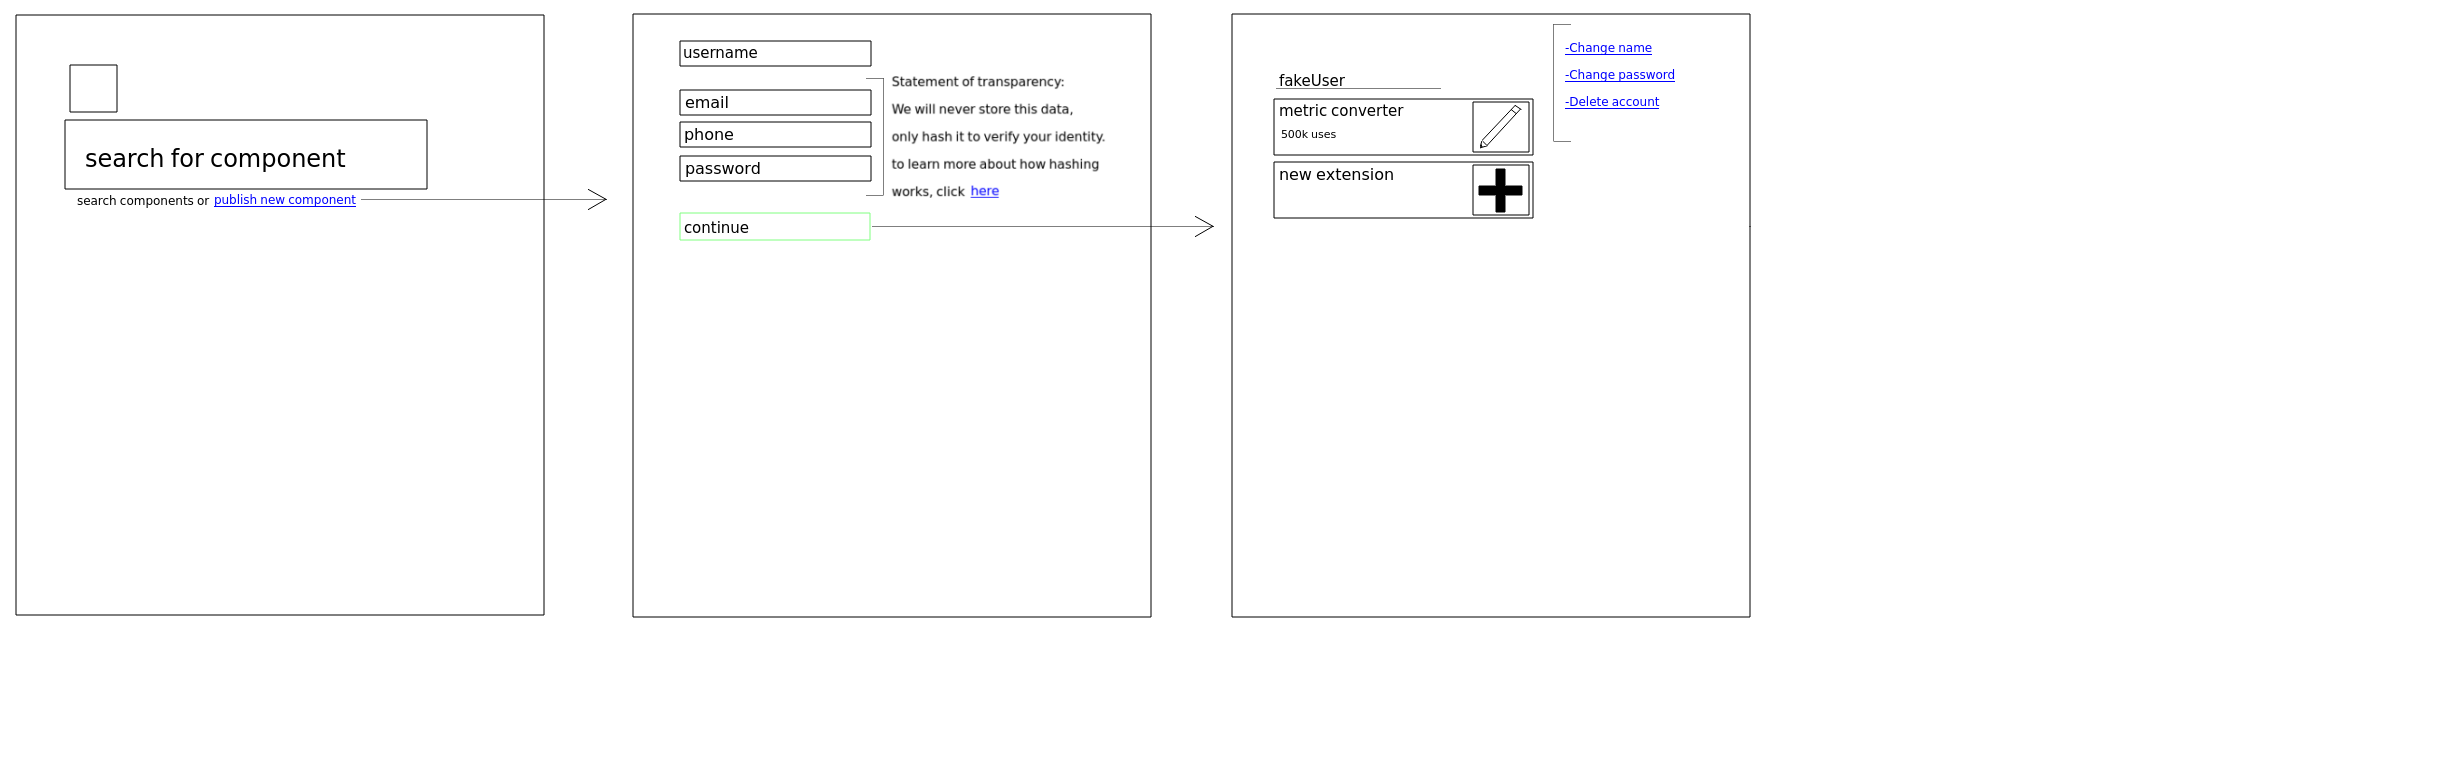 search for component
search components or publish new component
username
email
phone
password
continue
Statement of transparency:
We will never store this data,
only hash it to verify your identity.
to learn more about how hashing
works, click here
fakeUser
metric converter
500k uses
new extension
-Change name
-Change password
-Delete account